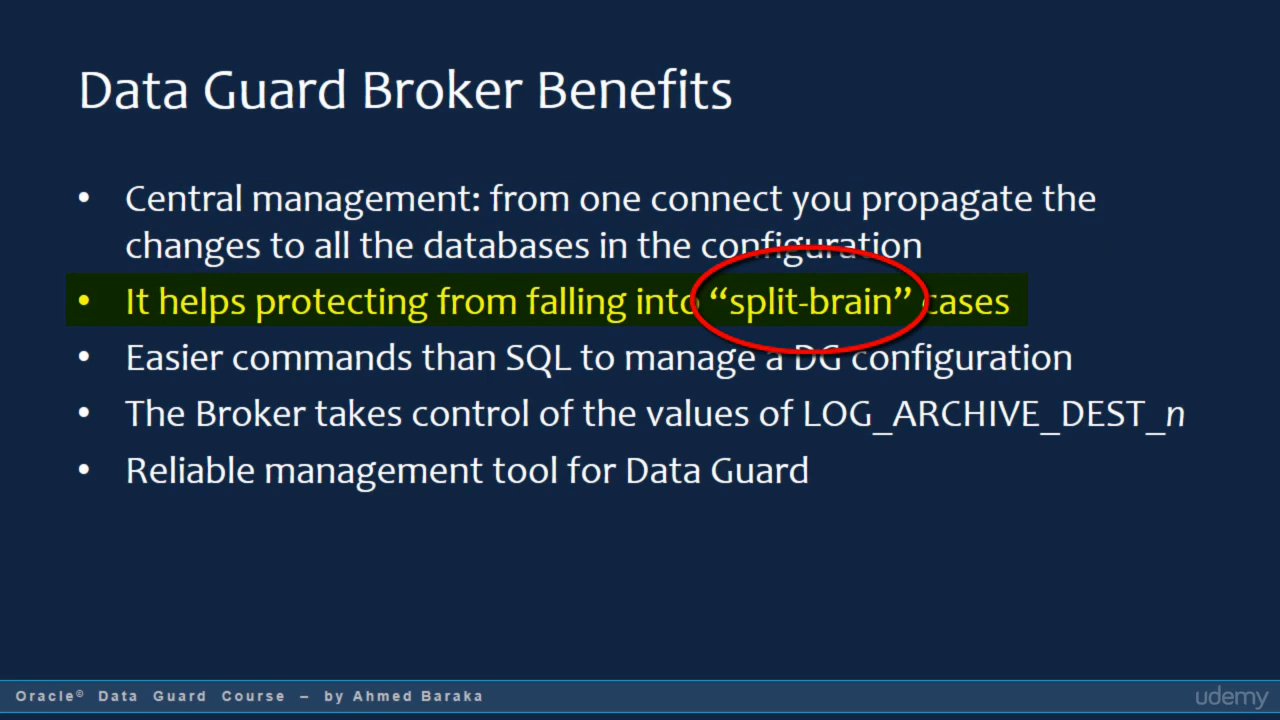 Data Guard Broker Benefits
• Central management: from one connect you propagate the
changes to all the databases in the configuration
• It helps protecting from falling into “split-brain” cases
• Easier commands than SQL to manage a DG configuration
• The Broker takes control of the values of LOG_ARCHIVE_DEST_n
• Reliable management tool for Data Guard
Oracle© Data Guard Course – by Ahmed Baraka
udemy